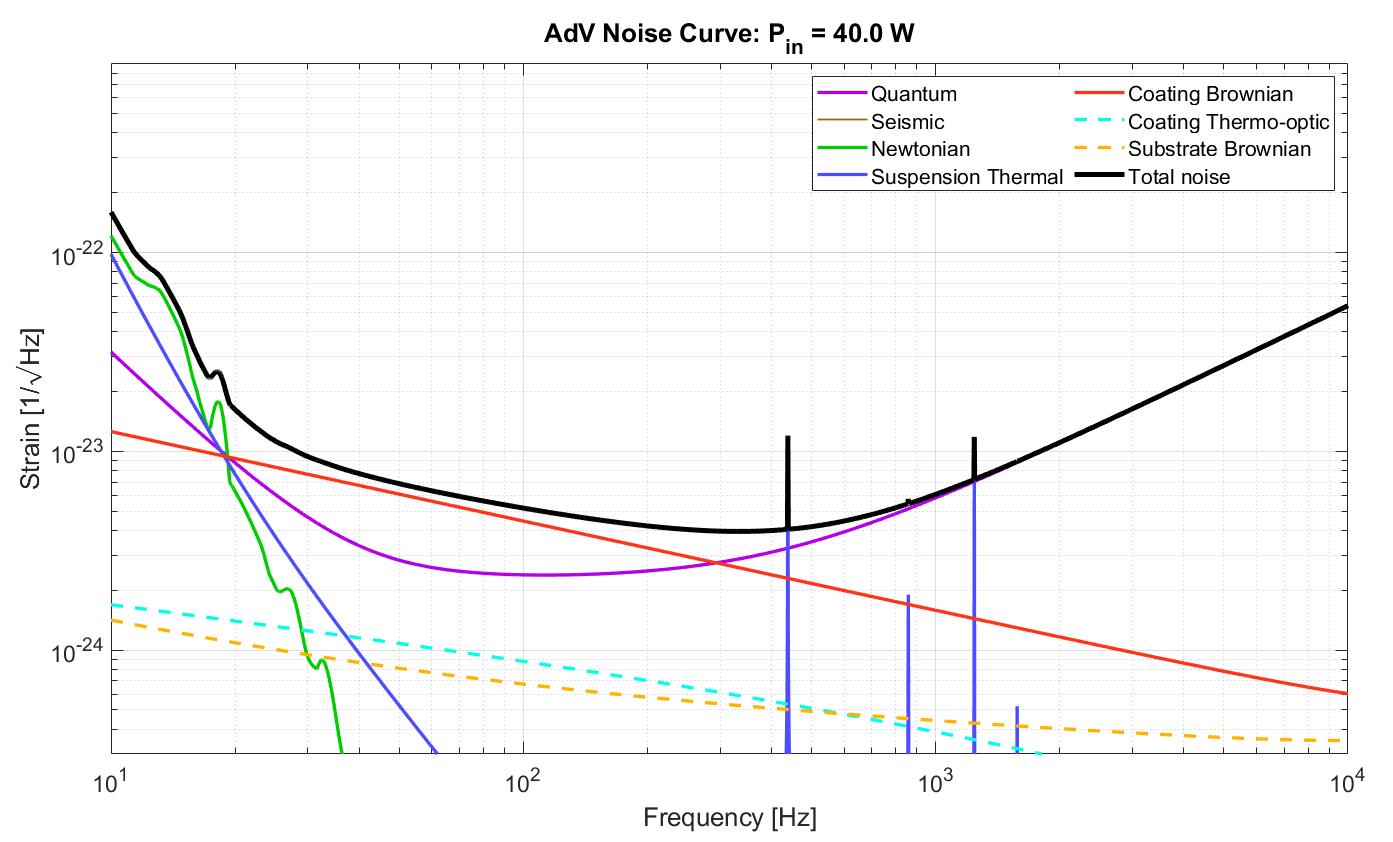 AdV Noise Curve: P_in = 40.0 W
Quantum
Seismic
Newtonian
Suspension Thermal
Coating Brownian
Coating Thermo-optic
Substrate Brownian
Total noise
Strain [1/√Hz]
10^-22
10^-23
10^-24
10^1
10^2
10^3
10^4
Frequency [Hz]